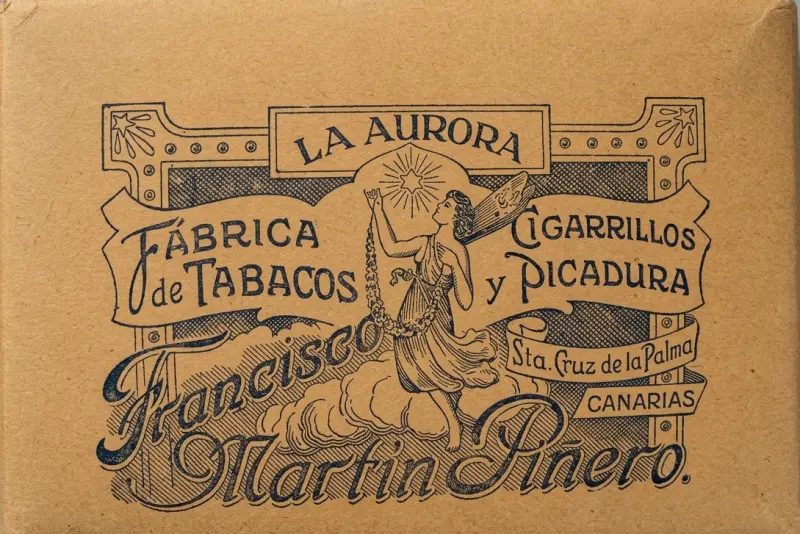 LA AURORA
FÁBRICA
de TABACOS
CIGARRILLOS
y PICADURA
Sta. Cruz de la Palma
CANARIAS
Francisco
Martin Piñero.